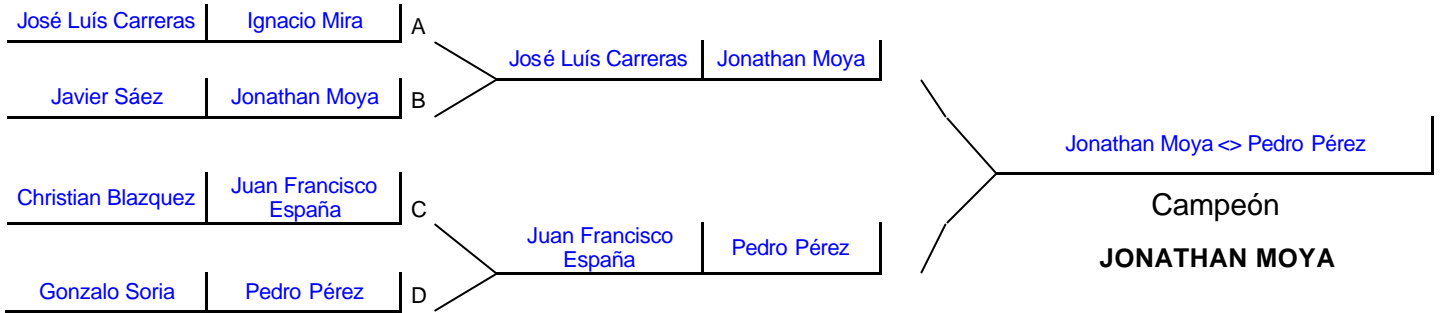 José Luís Carreras Ignacio Mira A
Javier Sáez Jonathan Moya B
Christian Blazquez Juan Francisco
España C
Gonzalo Soria Pedro Pérez D
José Luís Carreras Jonathan Moya
Juan Francisco
España Pedro Pérez
Jonathan Moya <> Pedro Pérez
Campeón
JONATHAN MOYA